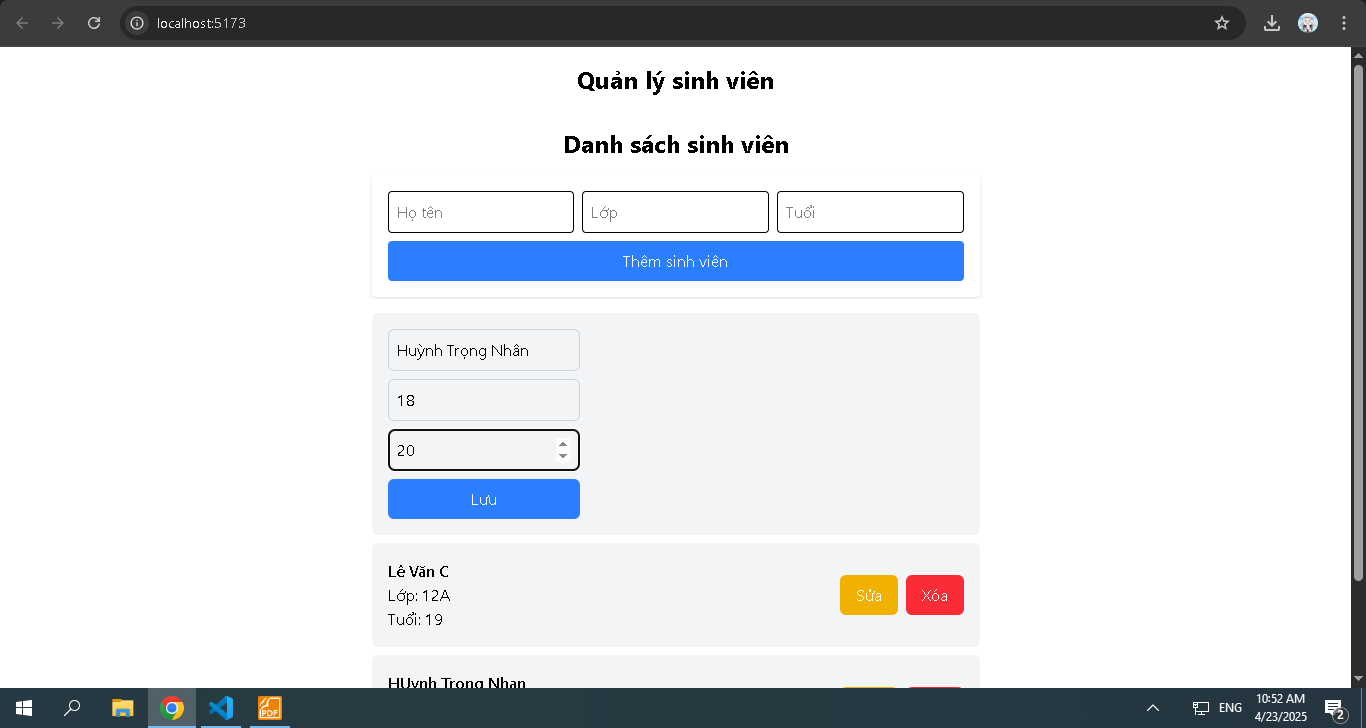 localhost:5173
Quản lý sinh viên
Danh sách sinh viên
Họ tên Lớp Tuổi
Thêm sinh viên
Huỳnh Trọng Nhân
18
20
Lưu
Lê Văn C
Lớp: 12A
Tuổi: 19
Sửa Xóa
HUynh Trong Nhan
PDF
ENG
10:52 AM
4/23/2025
2